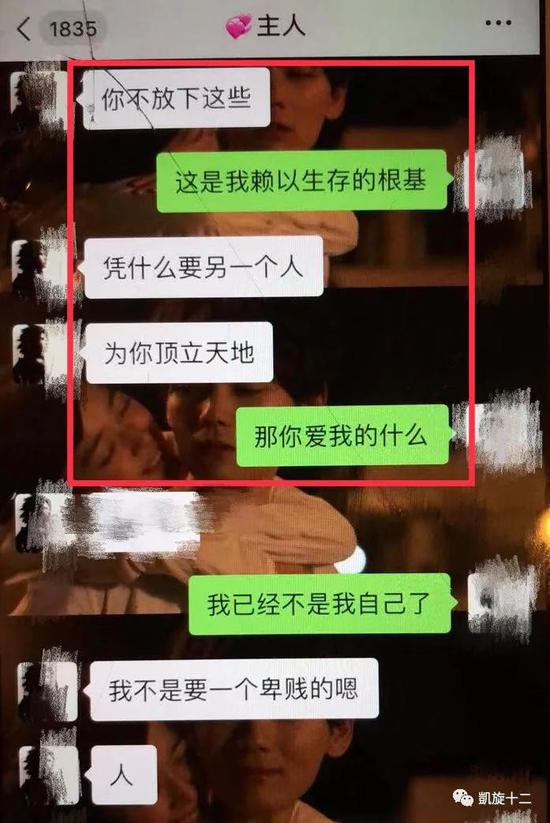 1835
主人
你不放下这些
这是我赖以生存的根基
凭什么要另一个人
为你顶立天地
那你爱我的什么
我已经不是我自己了
我不是要一个卑贱的嗯
人
凱旋十二